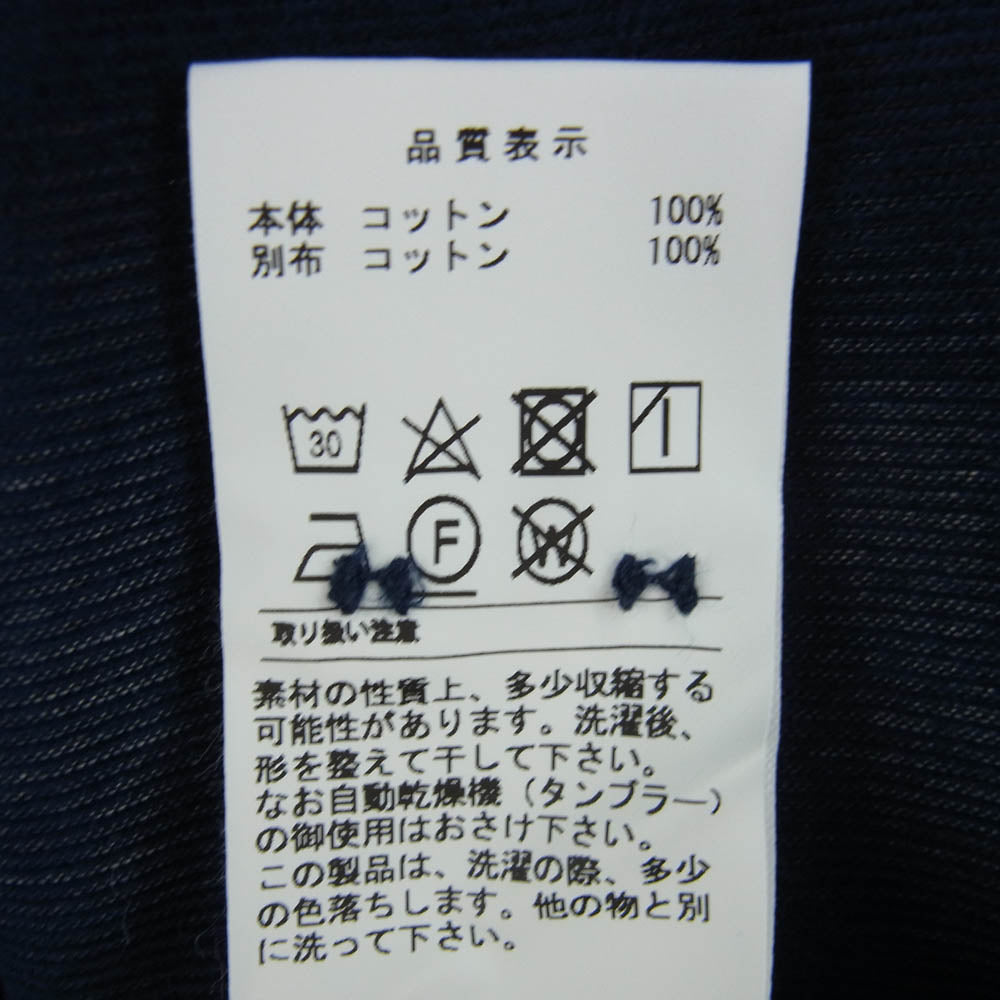 品質表示
本体 コットン 100%
別布 コットン 100%
30
F W
取り扱い注意
素材の性質上、多少収縮する
可能性があります。洗濯後、
形を整えて干して下さい。
なお自動乾燥機（タンブラー）
の御使用はおさけ下さい。
この製品は、洗濯の際、多少
の色落ちします。他の物と別
に洗って下さい。